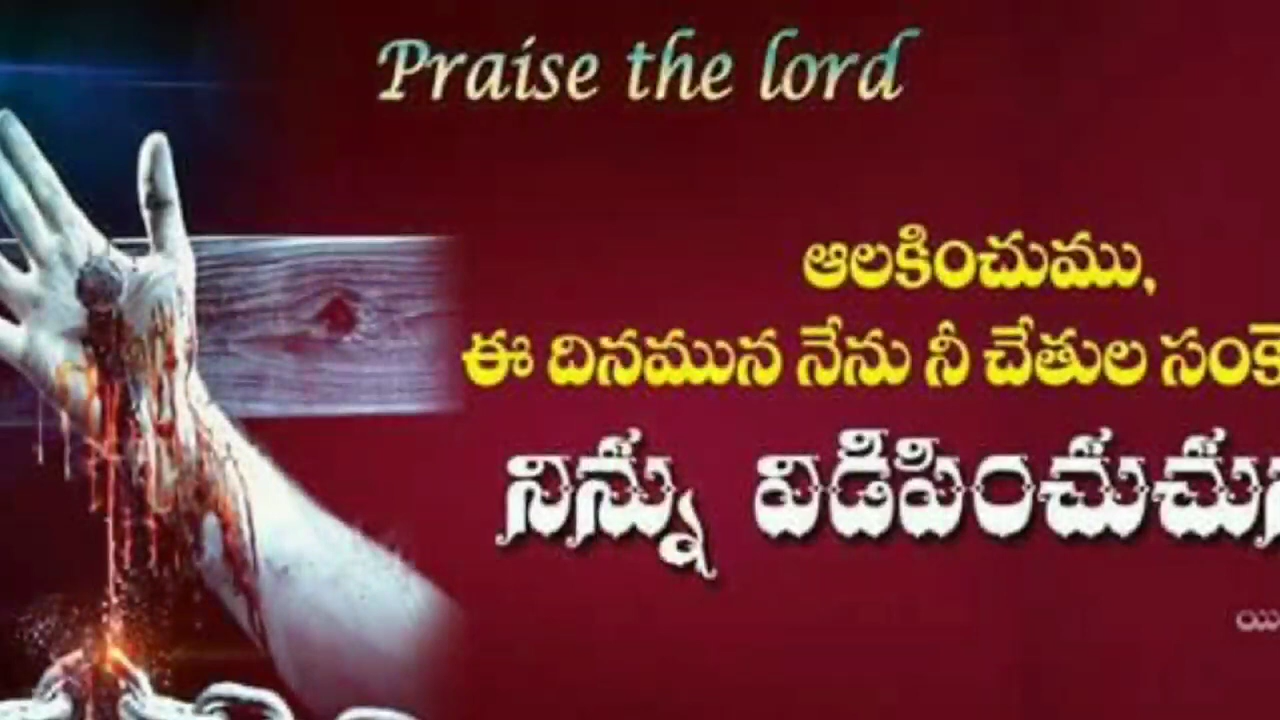 Praise the lord
ఆలకించుము,
ఈ దినమున నేను నీ చేతుల
నిన్ను